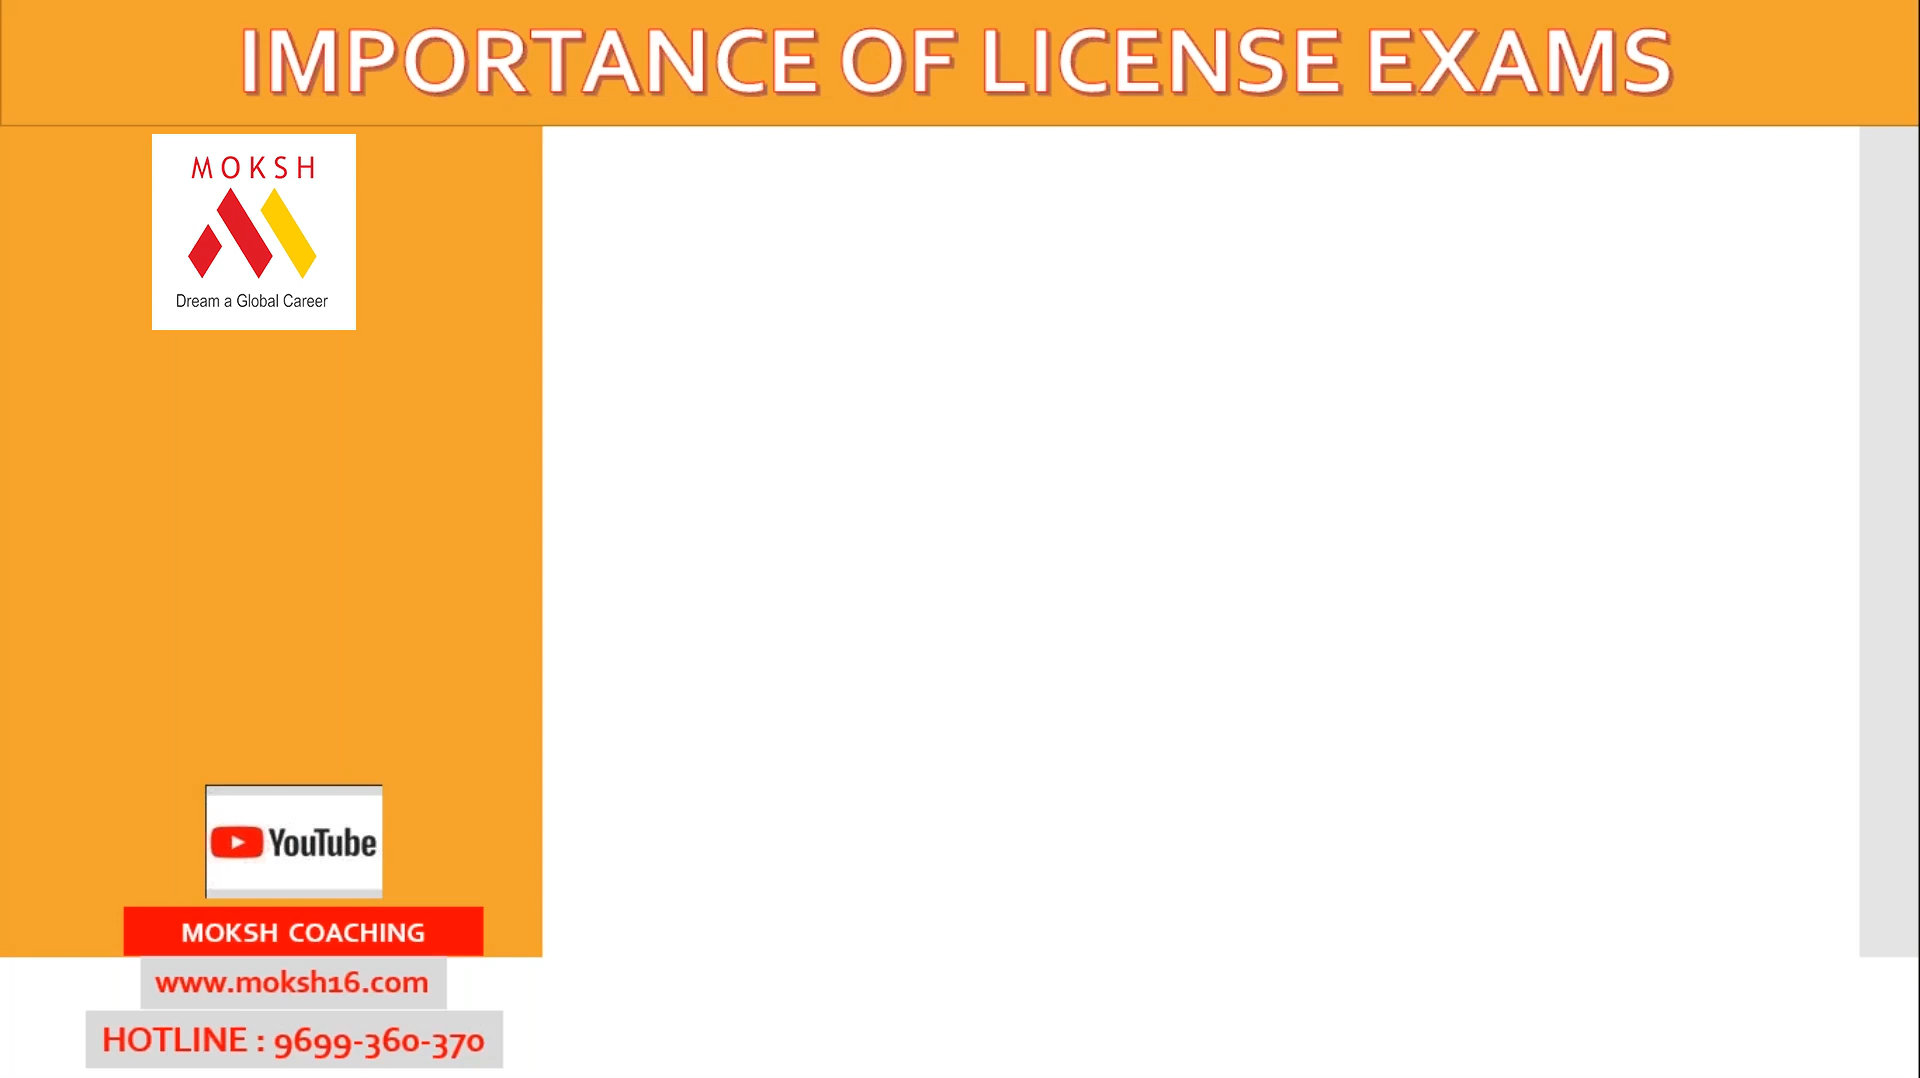 IMPORTANCE OF LICENSE EXAMS
MOKSH
Dream a Global Career
YouTube
MOKSH COACHING
www.moksh16.com
HOTLINE : 9699-360-370